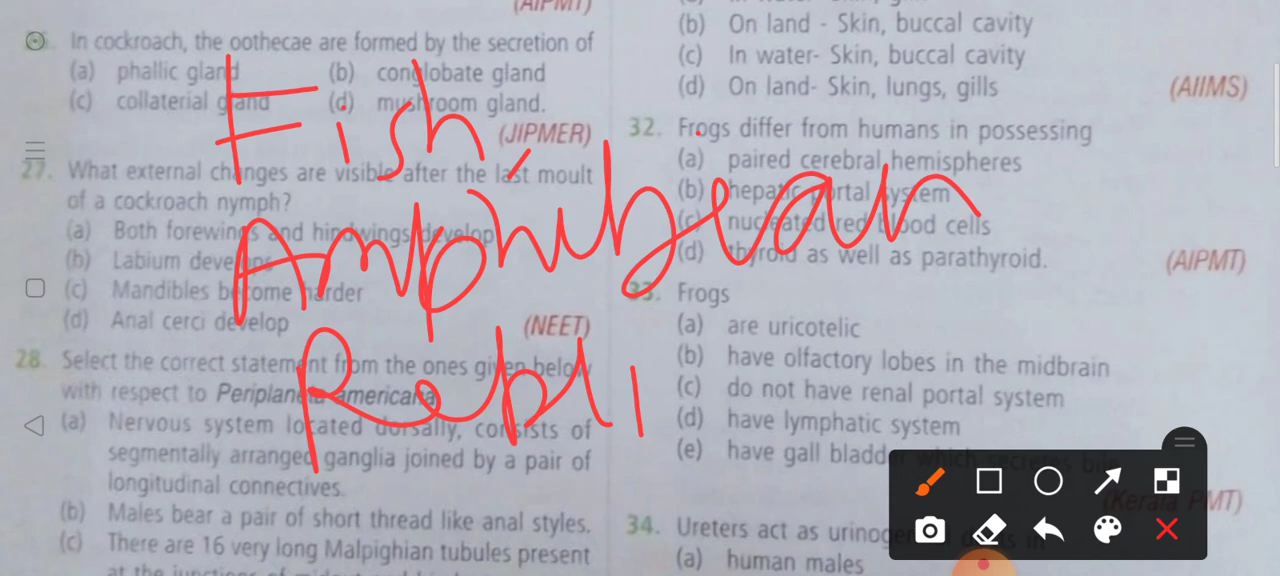 (AIPMT)
In cockroach, the oothecae are formed by the secretion of
(a) phallic gland (b) conglobate gland
(c) collaterial gland (d) mushroom gland.
(JIPMER)
27. What external changes are visible after the last moult
of a cockroach nymph?
(a) Both forewings and hindwings develop
(b) Labium develops
(c) Mandibles become harder
(d) Anal cerci develop (NEET)
28. Select the correct statement from the ones given below
with respect to Periplaneta americana
(a) Nervous system located dorsally, consists of
segmentally arranged ganglia joined by a pair of
longitudinal connectives.
(b) Males bear a pair of short thread like anal styles.
(c) There are 16 very long Malpighian tubules present
(b) On land - Skin, buccal cavity
(c) In water- Skin, buccal cavity
(d) On land- Skin, lungs, gills (AIIMS)
32. Frogs differ from humans in possessing
(a) paired cerebral hemispheres
(b) hepatic portal system
(c) nucleated red blood cells
(d) thyroid as well as parathyroid. (AIPMT)
33. Frogs
(a) are uricotelic
(b) have olfactory lobes in the midbrain
(c) do not have renal portal system
(d) have lymphatic system
(e) have gall bladder which secretes
(Kerala PMT)
34. Ureters act as
(a) human males
Fish
Amphibean
Repli